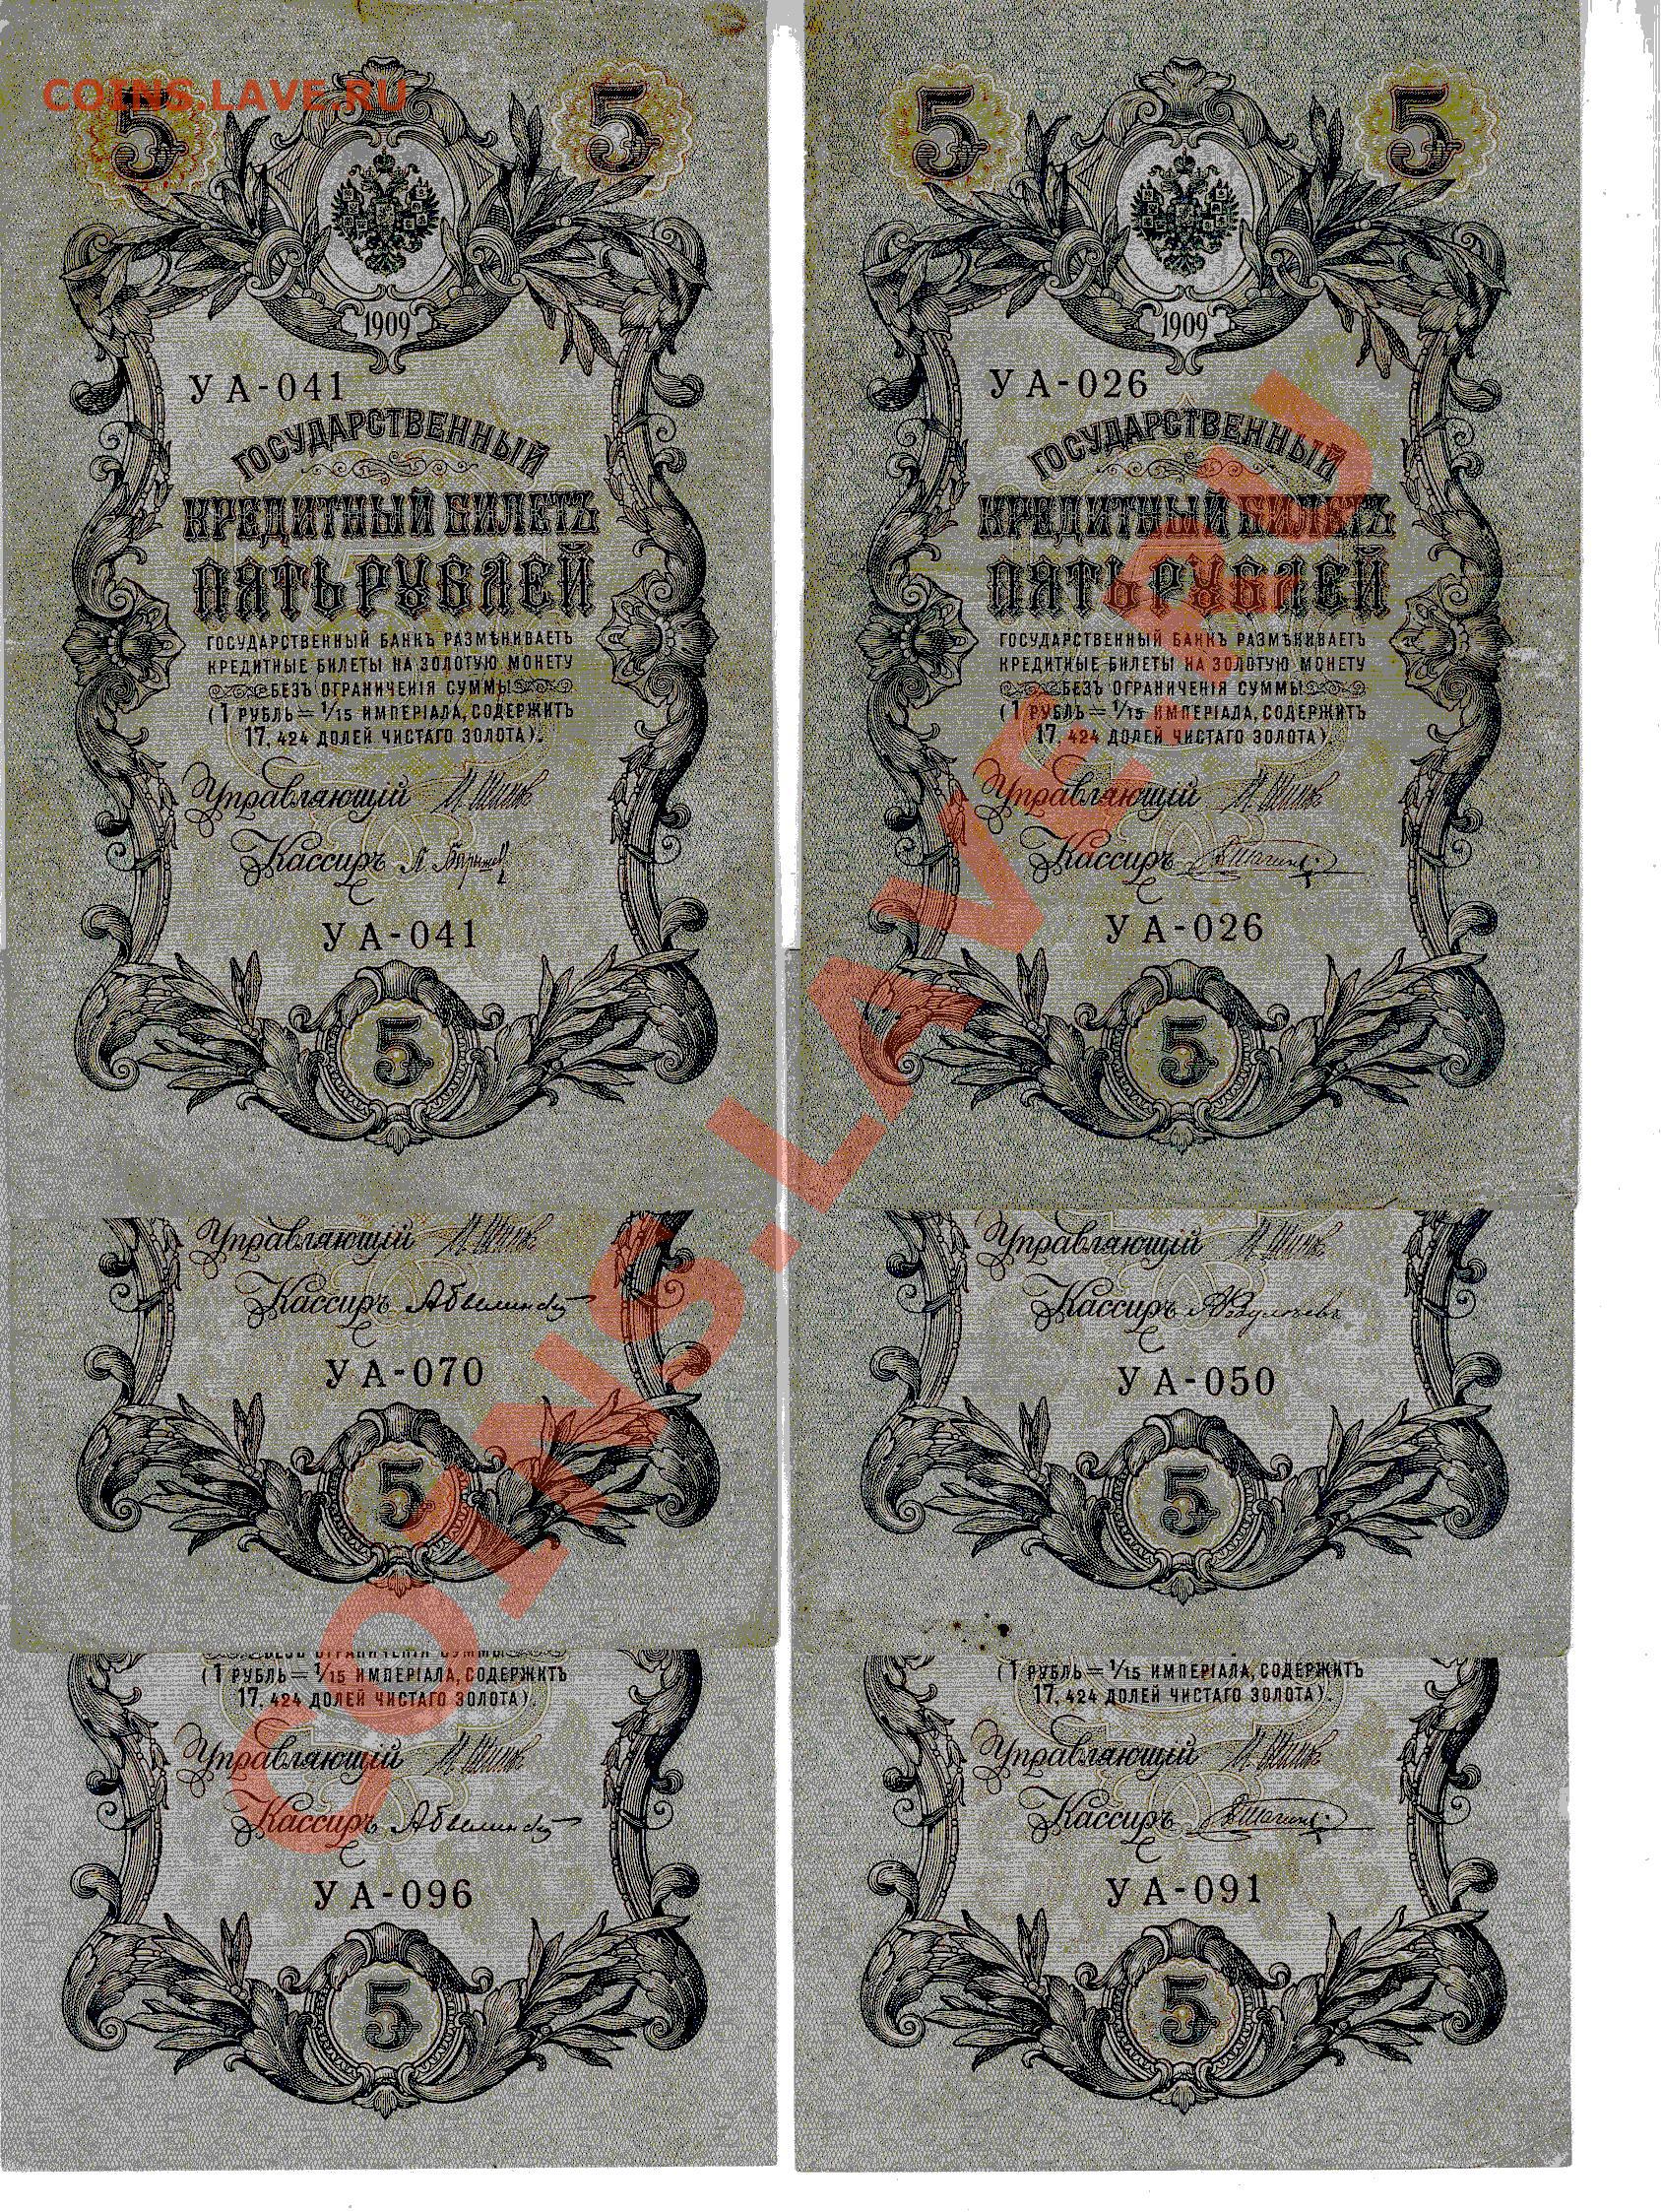 COINS.LAVE.RU
5 5
1909
УА-041
ГОСУДАРСТВЕННЫЙ
КРЕДИТНЫЙ БИЛЕТЪ
ПЯТЬ РУБЛЕЙ
ГОСУДАРСТВЕННЫЙ БАНКЪ РАЗМѢНИВАЕТЪ
КРЕДИТНЫЕ БИЛЕТЫ НА ЗОЛОТУЮ МОНЕТУ
БЕЗЪ ОГРАНИЧЕНІЯ СУММЫ
(1 РУБЛЬ = 1/15 ИМПЕРІАЛА, СОДЕРЖИТЪ
17,424 ДОЛЕЙ ЧИСТАГО ЗОЛОТА).
Управляющій
Кассиръ
УА-041
5
5 5
1909
УА-026
ГОСУДАРСТВЕННЫЙ
КРЕДИТНЫЙ БИЛЕТЪ
ПЯТЬ РУБЛЕЙ
ГОСУДАРСТВЕННЫЙ БАНКЪ РАЗМѢНИВАЕТЪ
КРЕДИТНЫЕ БИЛЕТЫ НА ЗОЛОТУЮ МОНЕТУ
БЕЗЪ ОГРАНИЧЕНІЯ СУММЫ
(1 РУБЛЬ = 1/15 ИМПЕРІАЛА, СОДЕРЖИТЪ
17,424 ДОЛЕЙ ЧИСТАГО ЗОЛОТА).
Управляющій
Кассиръ
УА-026
5
Управляющій
Кассиръ
УА-070
5
Управляющій
Кассиръ
УА-050
5
БЕЗЪ ОГРАНИЧЕНІЯ СУММЫ
(1 РУБЛЬ = 1/15 ИМПЕРІАЛА, СОДЕРЖИТЪ
17,424 ДОЛЕЙ ЧИСТАГО ЗОЛОТА).
Управляющій
Кассиръ
УА-096
5
(1 РУБЛЬ = 1/15 ИМПЕРІАЛА, СОДЕРЖИТЪ
17,424 ДОЛЕЙ ЧИСТАГО ЗОЛОТА).
Управляющій
Кассиръ
УА-091
5
COINS.LAVE.RU